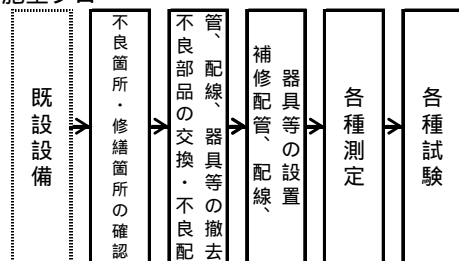 既設設備
不良箇所・修繕箇所の確認
不良部品の交換・不良配
管、配線、器具等の撤去
補修配管、配線、
器具等の設置
各種測定
各種試験